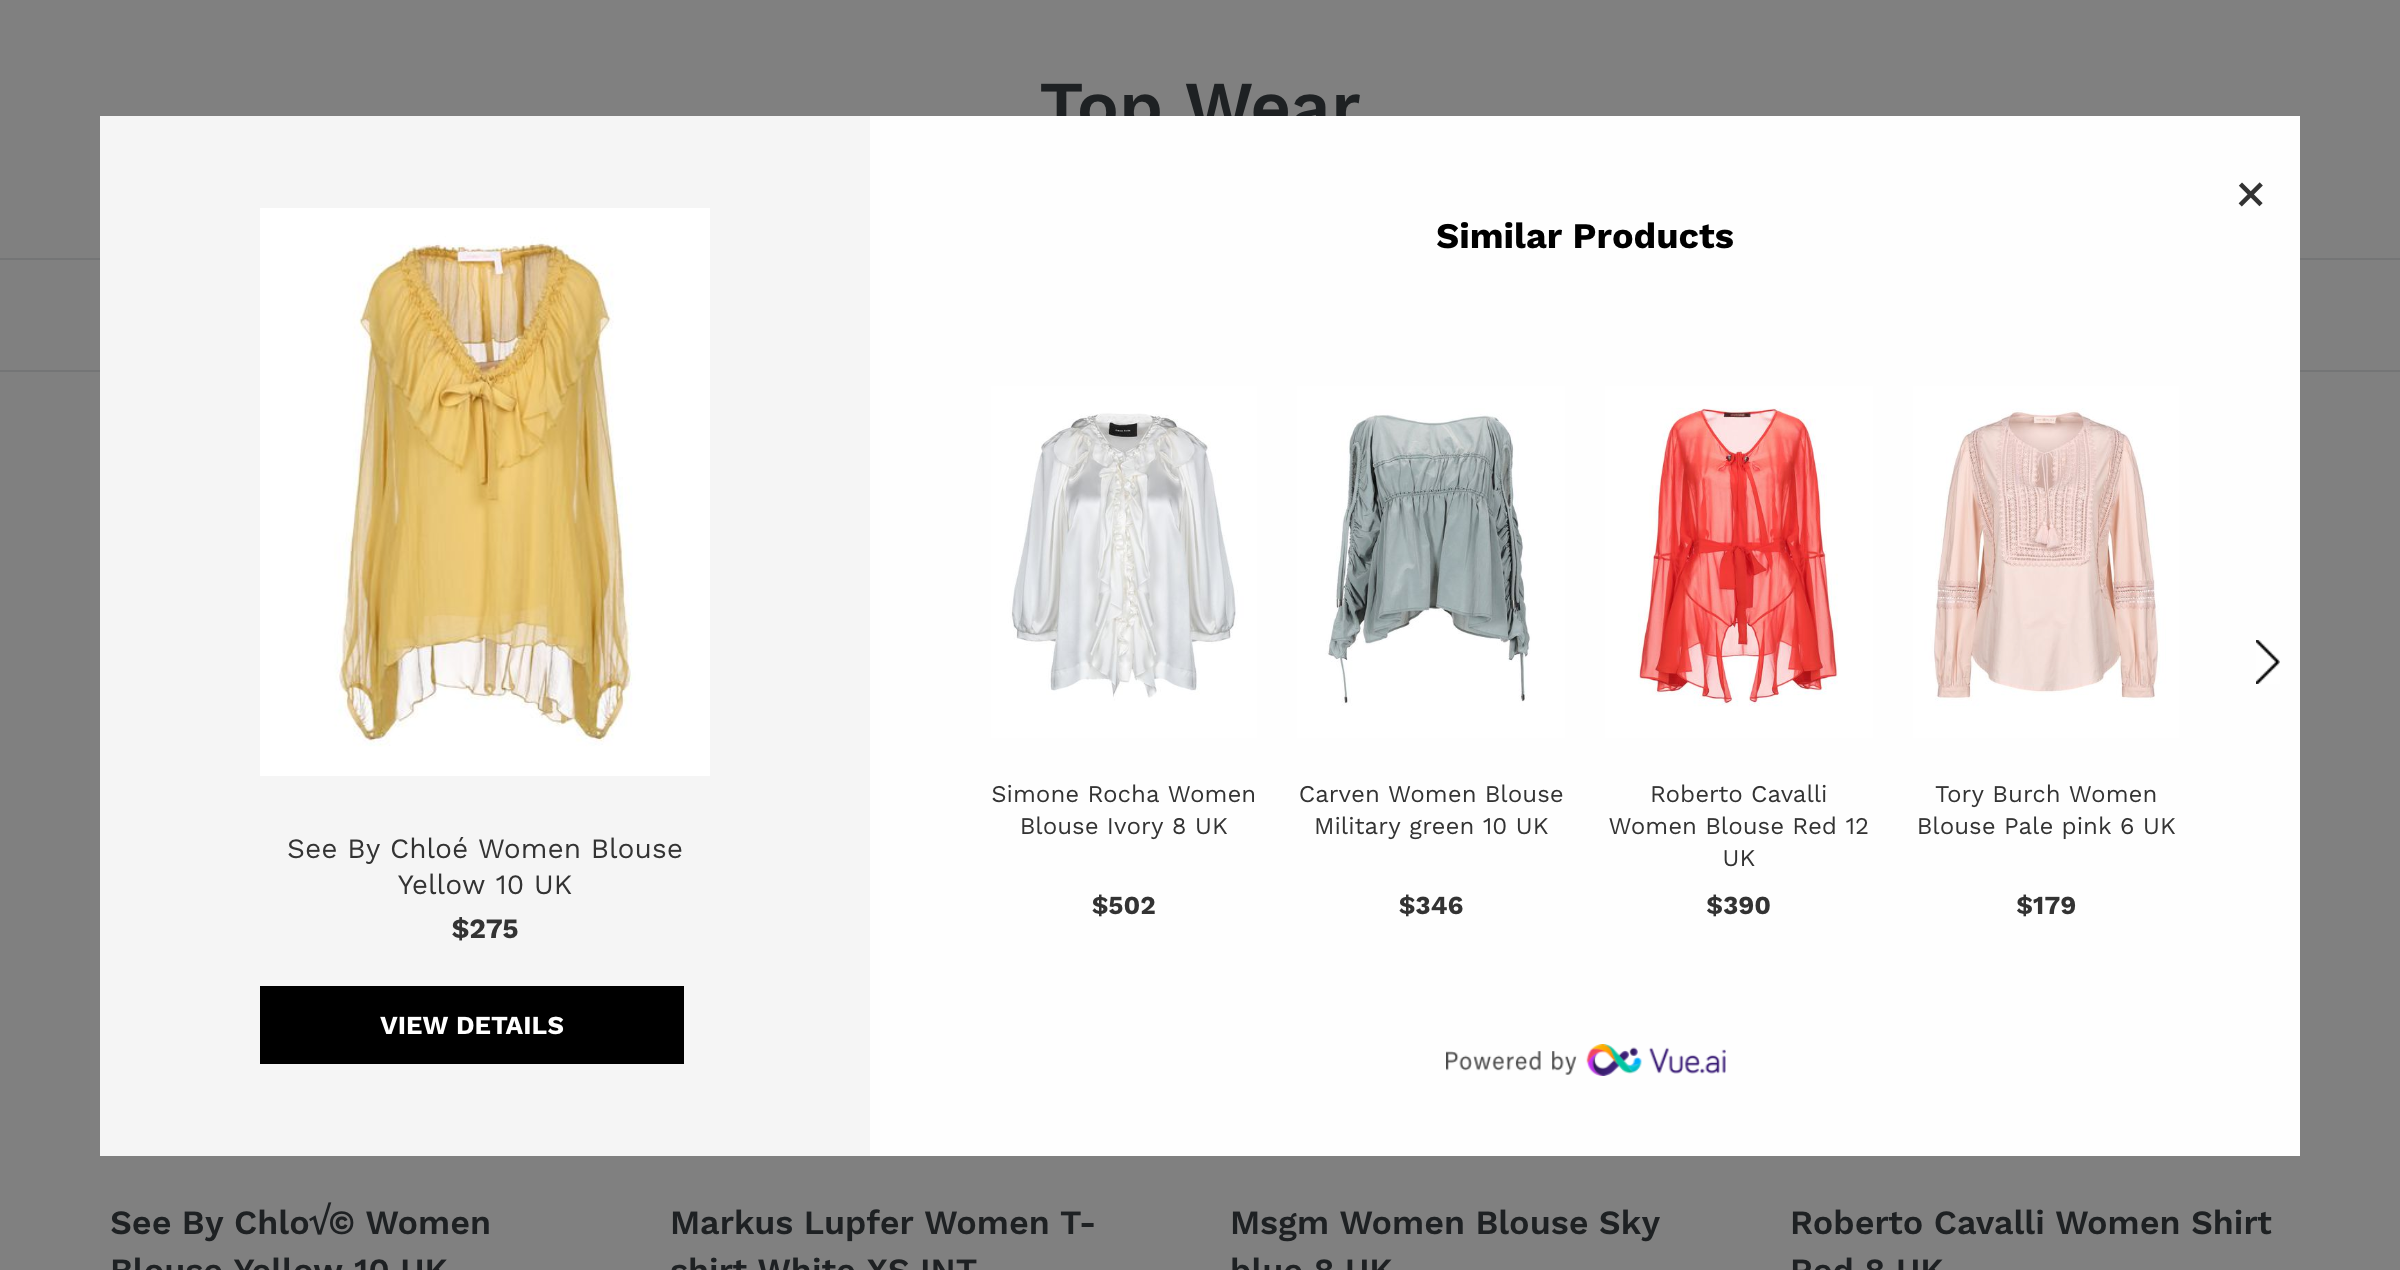 Top Wear
Similar Products
See By Chloé Women Blouse
Yellow 10 UK
$275
VIEW DETAILS
Simone Rocha Women
Blouse Ivory 8 UK
$502
Carven Women Blouse
Military green 10 UK
$346
Roberto Cavalli
Women Blouse Red 12
UK
$390
Tory Burch Women
Blouse Pale pink 6 UK
$179
Powered by Vue.ai
See By Chlo√© Women
Blouse Yellow 10 UK
Markus Lupfer Women T-
shirt White XS INT
Msgm Women Blouse Sky
blue 8 UK
Roberto Cavalli Women Shirt
Red 8 UK